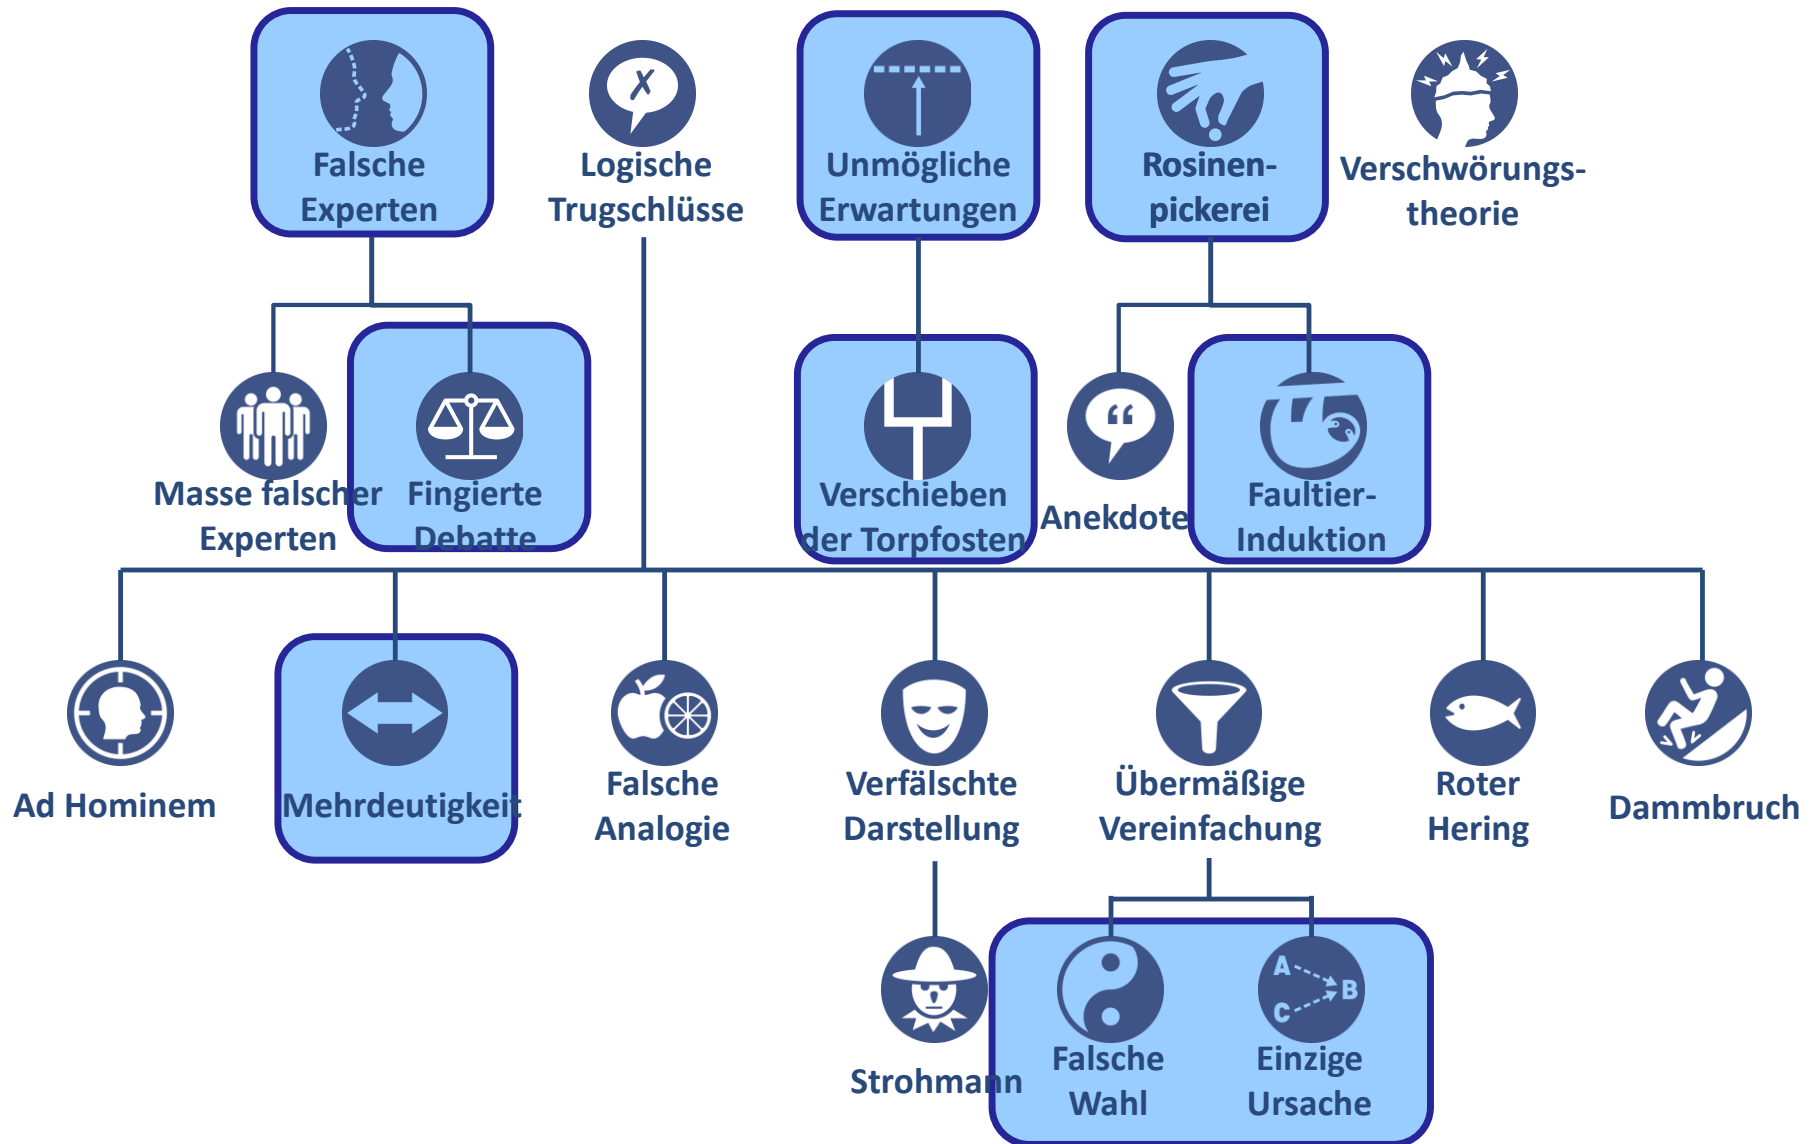 Falsche
Experten
Logische
Trugschlüsse
Unmögliche
Erwartungen
Rosinen-
pickerei
Verschwörungs-
theorie
Masse falscher
Experten
Fingierte
Debatte
Verschieben
der Torpfosten
“
Anekdote
Faultier-
Induktion
Ad Hominem
Mehrdeutigkeit
Falsche
Analogie
Verfälschte
Darstellung
Übermäßige
Vereinfachung
Roter
Hering
Dammbruch
Strohmann
Falsche
Wahl
A
B
C
Einzige
Ursache